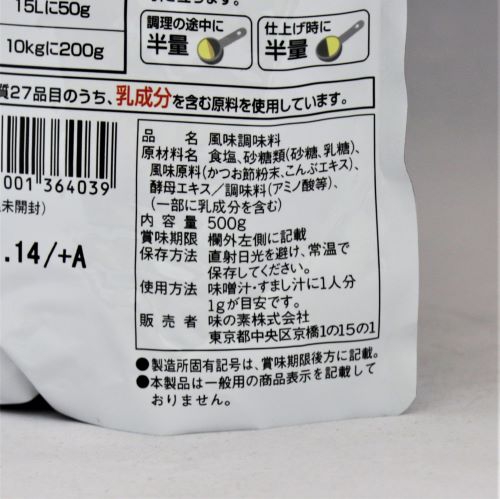 15Lに50g
10kgに200g
調理の途中に
半量
仕上げ時に
半量
質27品目のうち、乳成分を含む原料を使用しています。
品名 風味調味料
原材料名 食塩、砂糖類(砂糖、乳糖)、
風味原料(かつお節粉末、こんぶエキス)、
酵母エキス/調味料(アミノ酸等)、
(一部に乳成分を含む)
内容量 500g
賞味期限 欄外左側に記載
保存方法 直射日光を避け、常温で
保存してください。
使用方法 味噌汁・すまし汁に1人分
1gが目安です。
販売者 味の素株式会社
東京都中央区京橋1の15の1
001364039
未開封)
.14/+A
●製造所固有記号は、賞味期限後方に記載。
●本製品は一般用の商品表示を記載して
おりません。